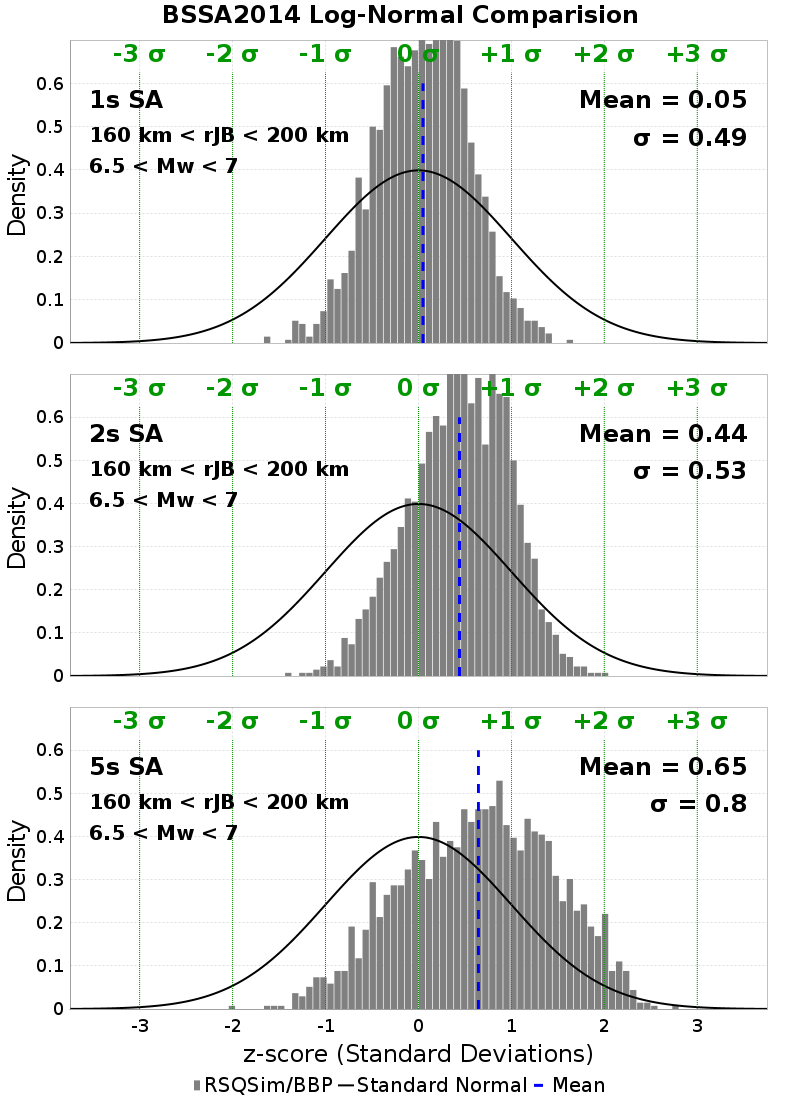 BSSA2014 Log-Normal Comparision
-3 σ -2 σ -1 σ 0 σ +1 σ +2 σ +3 σ
1s SA
Mean = 0.05
160 km < rJB < 200 km
σ = 0.49
6.5 < Mw < 7
Density
0.6
0.5
0.4
0.3
0.2
0.1
0
-3 σ -2 σ -1 σ 0 σ +1 σ +2 σ +3 σ
2s SA
Mean = 0.44
160 km < rJB < 200 km
σ = 0.53
6.5 < Mw < 7
Density
0.6
0.5
0.4
0.3
0.2
0.1
0
-3 σ -2 σ -1 σ 0 σ +1 σ +2 σ +3 σ
5s SA
Mean = 0.65
160 km < rJB < 200 km
σ = 0.8
6.5 < Mw < 7
Density
0.6
0.5
0.4
0.3
0.2
0.1
0
-3 -2 -1 0 1 2 3
z-score (Standard Deviations)
RSQSim/BBP Standard Normal Mean